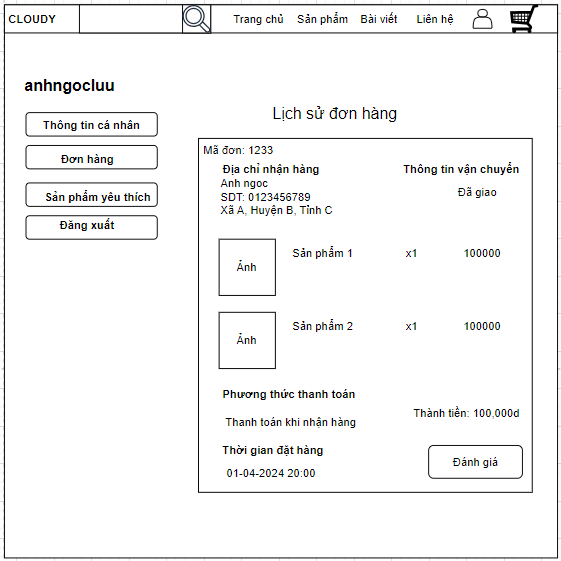 CLOUDY
Trang chủ
Sản phẩm
Bài viết
Liên hệ
anhngocluu
Thông tin cá nhân
Đơn hàng
Sản phẩm yêu thích
Đăng xuất
Lịch sử đơn hàng
Mã đơn: 1233
Địa chỉ nhận hàng
Thông tin vận chuyển
Anh ngoc
Đã giao
SDT: 0123456789
Xã A, Huyện B, Tỉnh C
Ảnh
Sản phẩm 1
x1
100000
Ảnh
Sản phẩm 2
x1
100000
Phương thức thanh toán
Thành tiền: 100,000d
Thanh toán khi nhận hàng
Thời gian đặt hàng
Đánh giá
01-04-2024 20:00